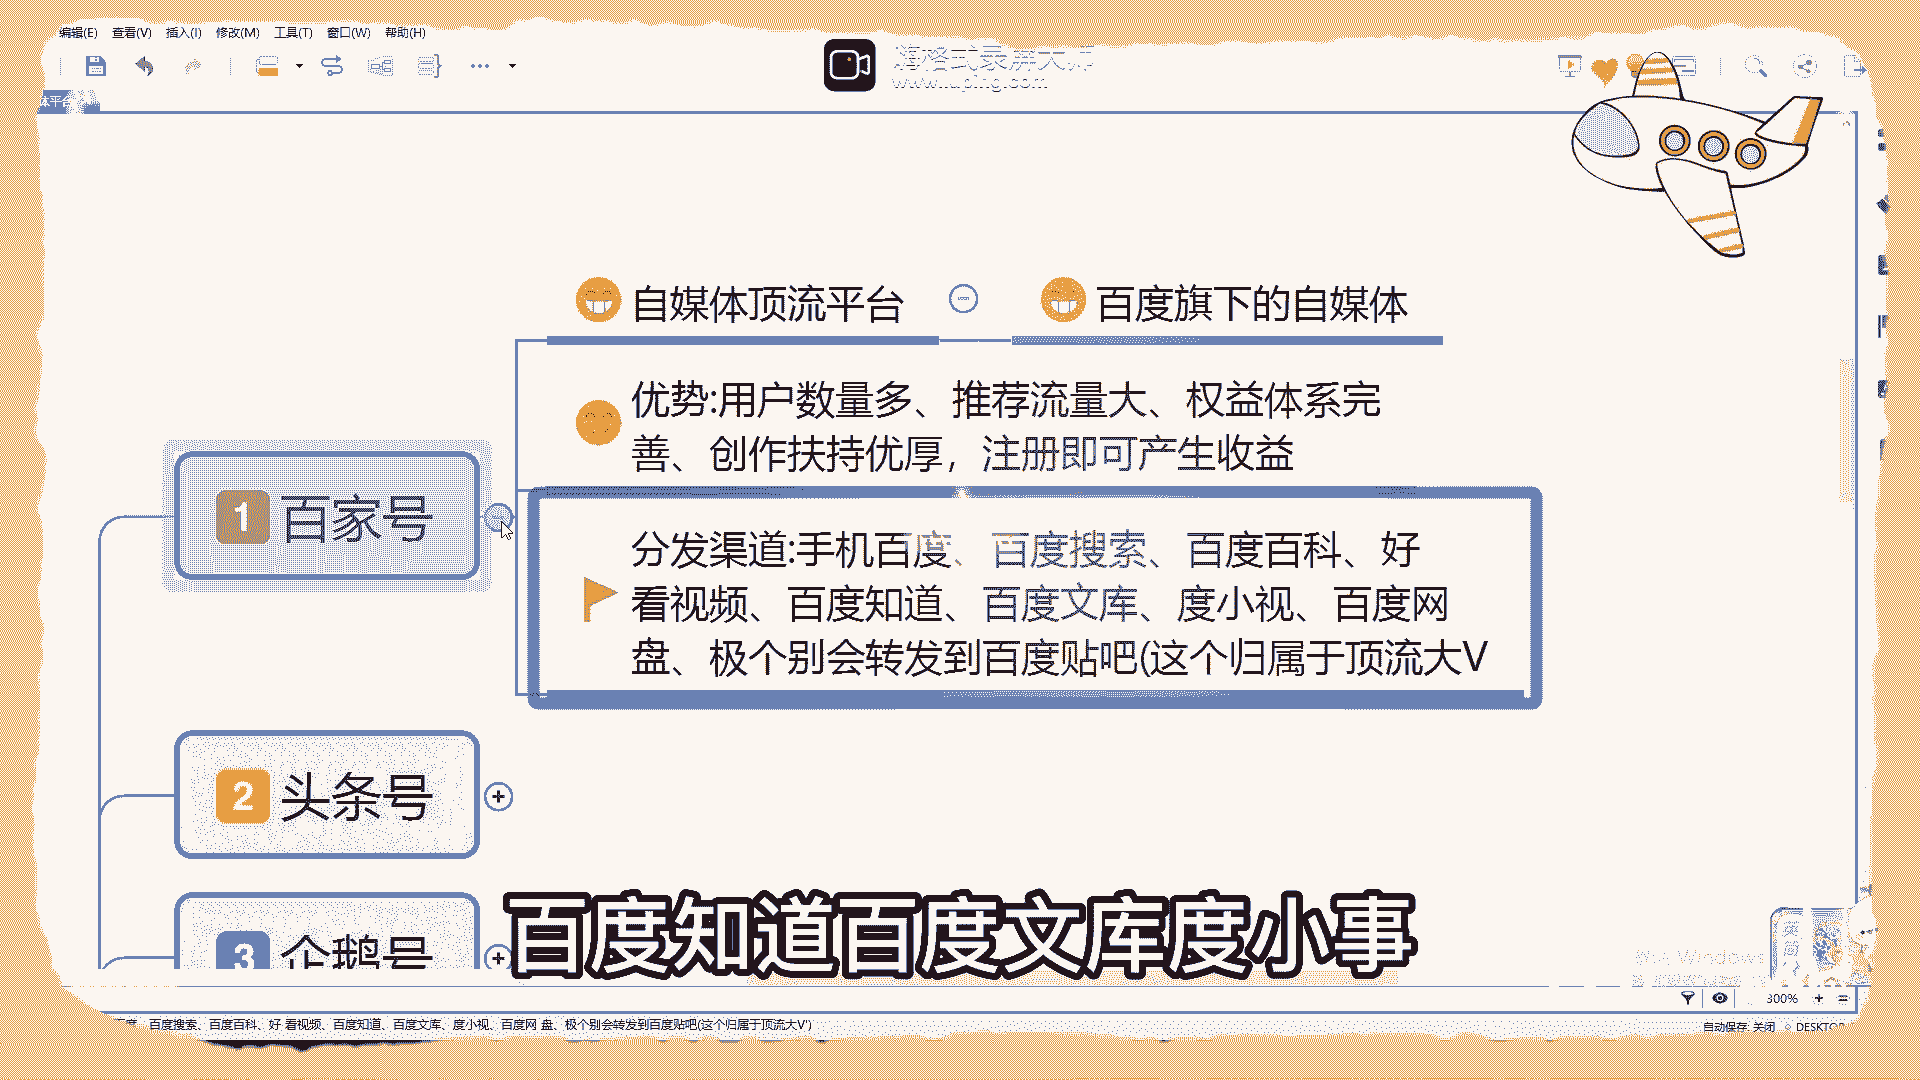 编辑(E) 查看(V) 插入(I) 修改(M) 工具(T) 窗口(W) 帮助(H)
嗨格式录屏大师
www.luping.com
体平台
自媒体顶流平台
百度旗下的自媒体
优势:用户数量多、推荐流量大、权益体系完
善、创作扶持优厚，注册即可产生收益
1 百家号
分发渠道:手机百度、百度搜索、百度百科、好
看视频、百度知道、百度文库、度小视、百度网
盘、极个别会转发到百度贴吧(这个归属于顶流大V
2 头条号
3 企鹅号
百度知道百度文库度小事
Windows
300%
百度搜索、百度百科、好 看视频、百度知道、百度文库、度小视、百度网 盘、极个别会转发到百度贴吧(这个归属于顶流大V')
自动保存: 关闭
DESKTOP